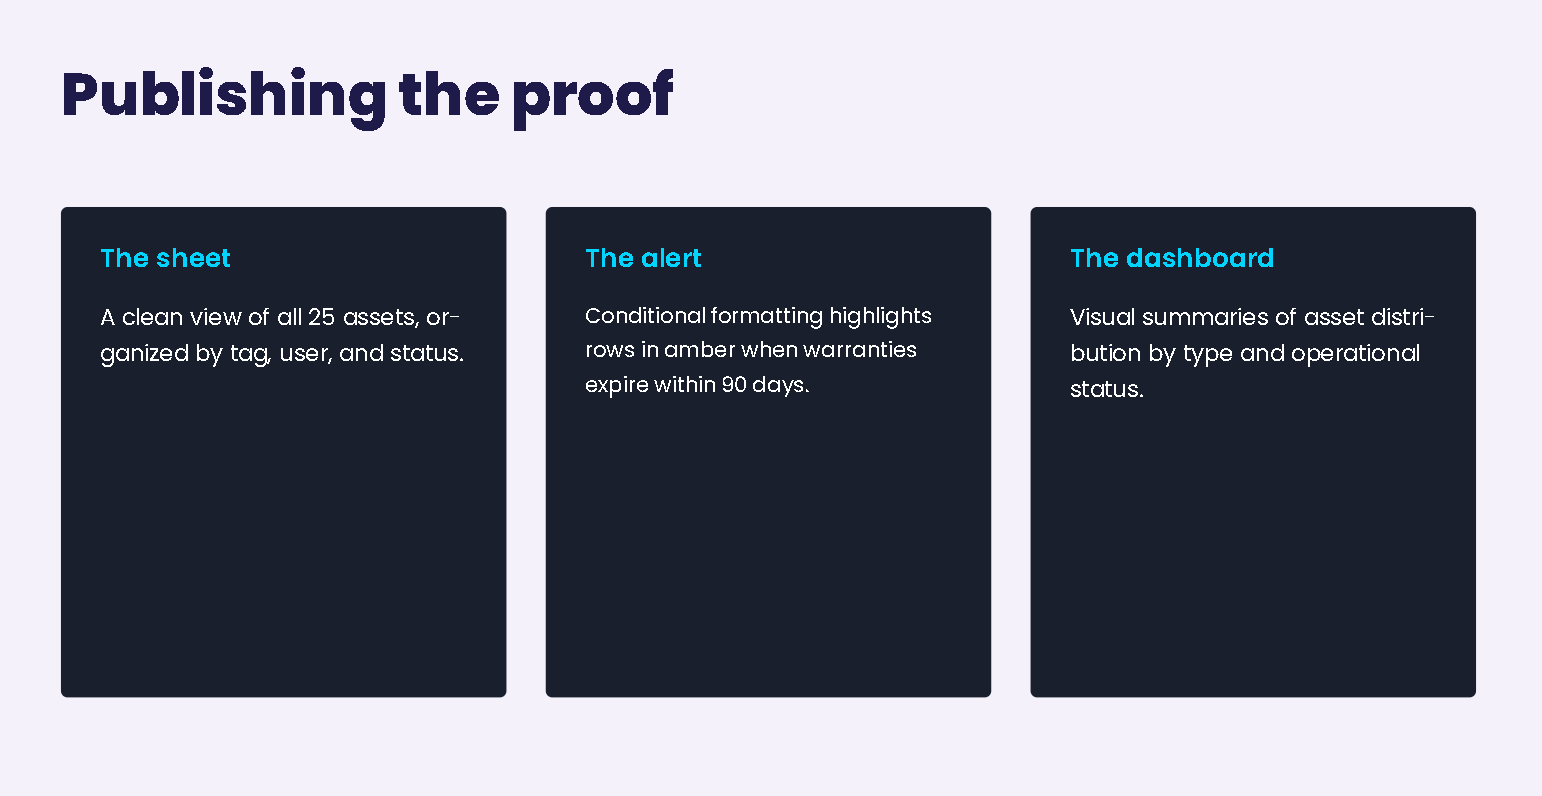 Publishing the proof
The sheet
A clean view of all 25 assets, or-
ganized by tag, user, and status.
The alert
Conditional formatting highlights
rows in amber when warranties
expire within 90 days.
The dashboard
Visual summaries of asset distri-
bution by type and operational
status.